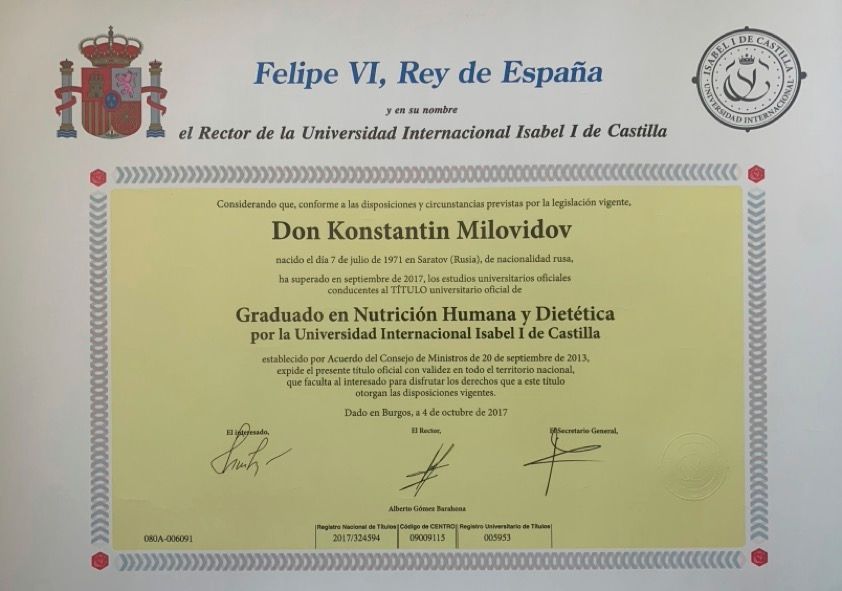 Felipe VI, Rey de España
ISABEL I DE CASTILLA
UNIVERSIDAD INTERNACIONAL
y en su nombre
el Rector de la Universidad Internacional Isabel I de Castilla
Considerando que, conforme a las disposiciones y circunstancias previstas por la legislación vigente,
Don Konstantin Milovidov
nacido el día 7 de julio de 1971 en Saratov (Rusia), de nacionalidad rusa,
ha superado en septiembre de 2017, los estudios universitarios oficiales
conducentes al TÍTULO universitario oficial de
Graduado en Nutrición Humana y Dietética
por la Universidad Internacional Isabel I de Castilla
establecido por Acuerdo del Consejo de Ministros de 20 de septiembre de 2013,
expide el presente título oficial con validez en todo el territorio nacional,
que faculta al interesado para disfrutar los derechos que a este título
otorgan las disposiciones vigentes.
Dado en Burgos, a 4 de octubre de 2017
El interesado, El Rector, El Secretario General,
Alberto Gómez Barahona
Registro Nacional de Títulos Código de CENTRO Registro Universitario de Títulos
080A-006091 2017/324594 09009115 005953